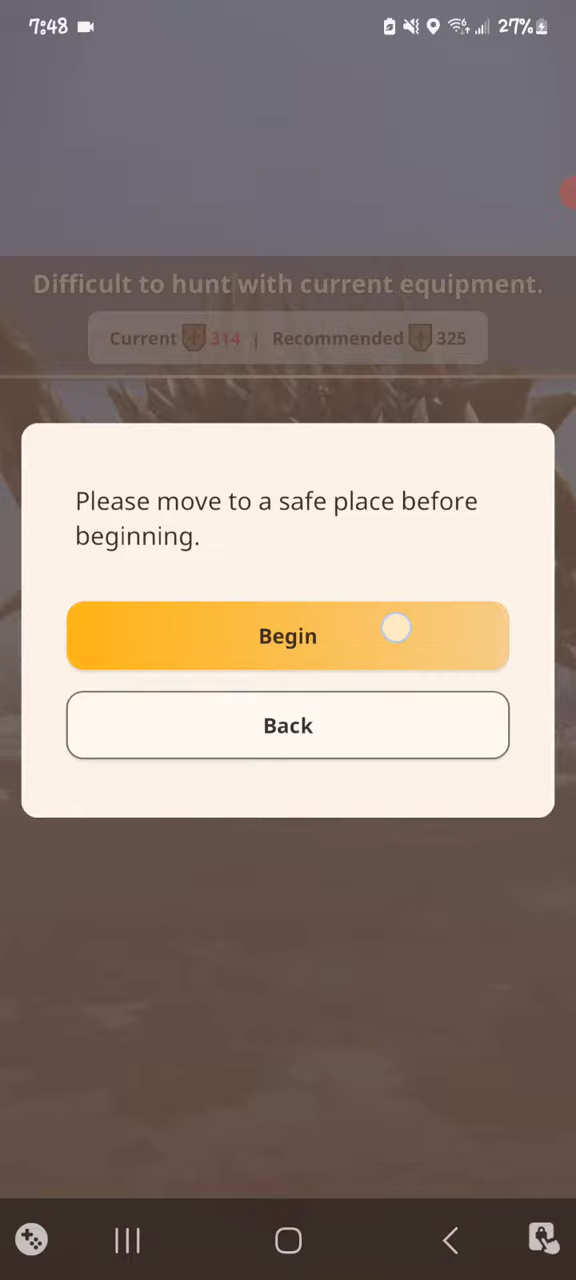 7:48
27%
Difficult to hunt with current equipment.
Current 314 | Recommended 325
Please move to a safe place before
beginning.
Begin
Back